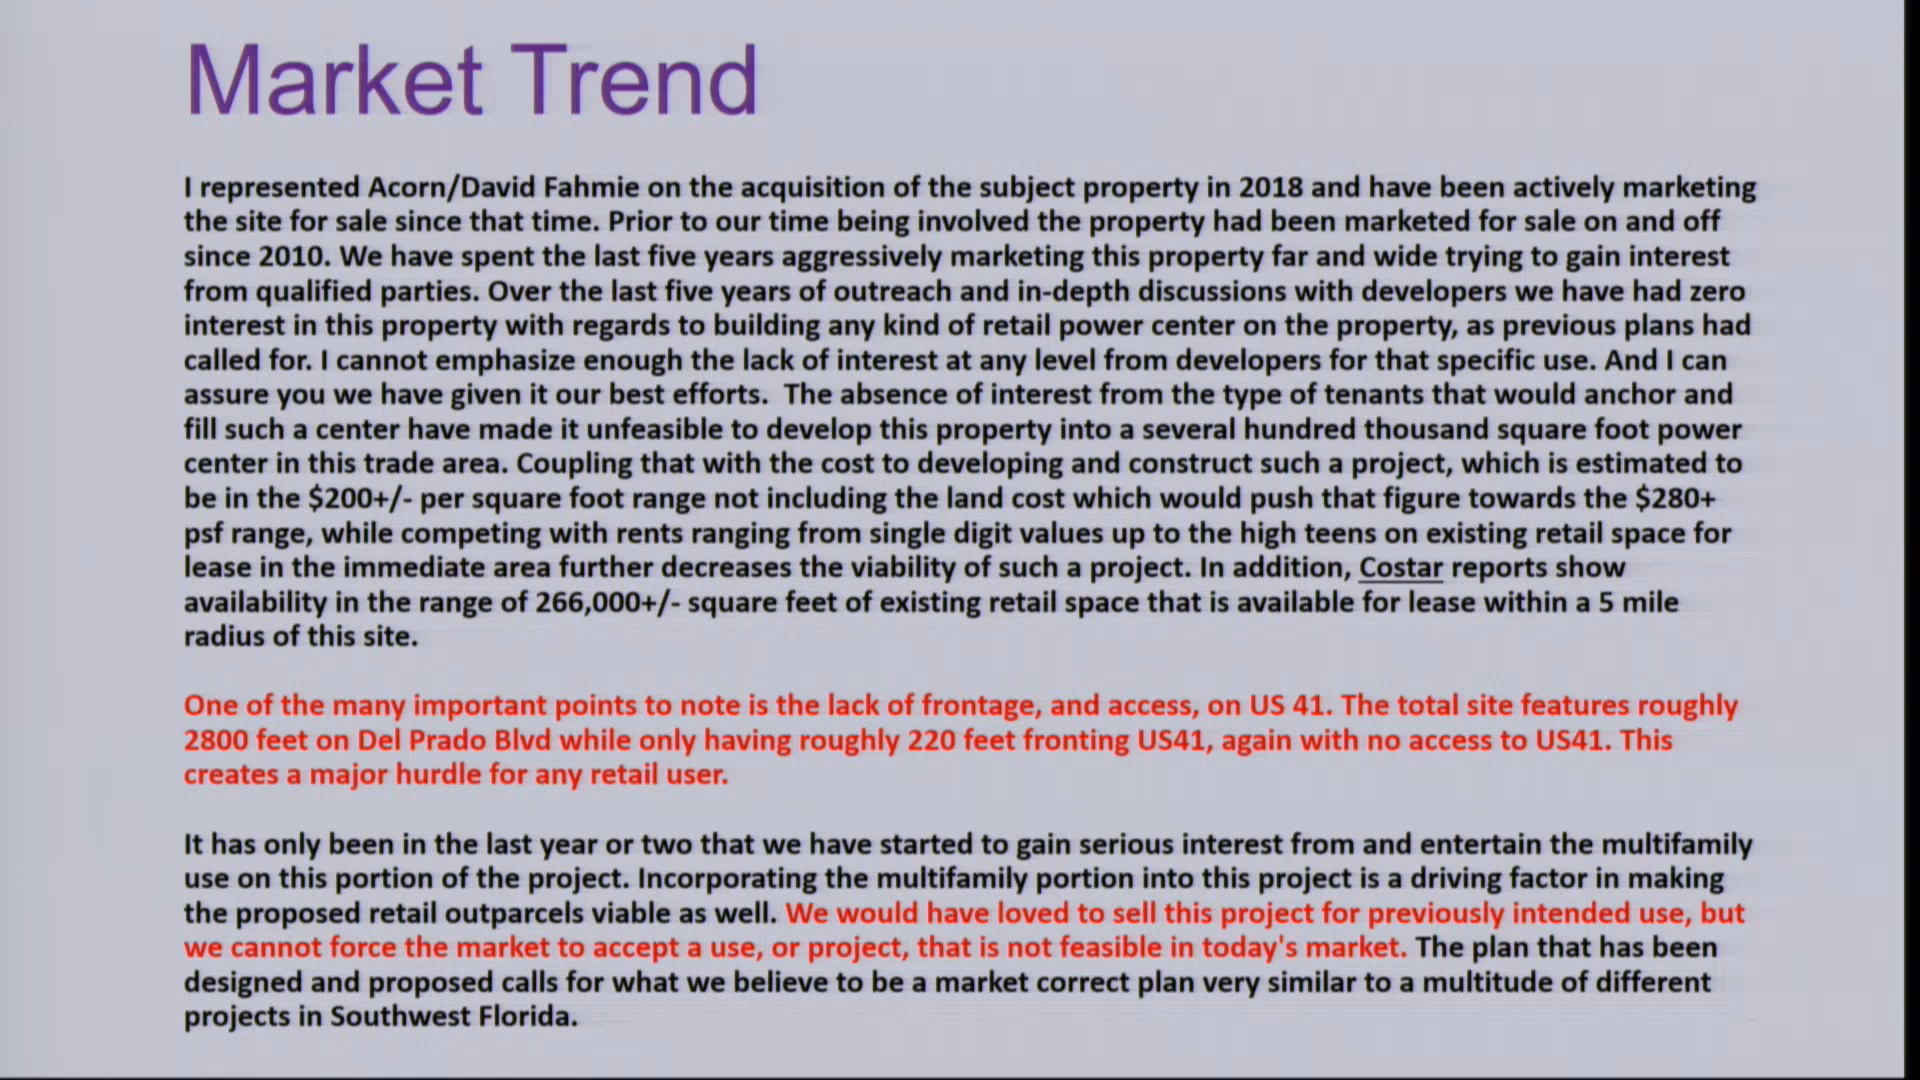 Market Trend
I represented Acorn/David Fahmie on the acquisition of the subject property in 2018 and have been actively marketing
the site for sale since that time. Prior to our time being involved the property had been marketed for sale on and off
since 2010. We have spent the last five years aggressively marketing this property far and wide trying to gain interest
from qualified parties. Over the last five years of outreach and in-depth discussions with developers we have had zero
interest in this property with regards to building any kind of retail power center on the property, as previous plans had
called for. I cannot emphasize enough the lack of interest at any level from developers for that specific use. And I can
assure you we have given it our best efforts.  The absence of interest from the type of tenants that would anchor and
fill such a center have made it unfeasible to develop this property into a several hundred thousand square foot power
center in this trade area. Coupling that with the cost to developing and construct such a project, which is estimated to
be in the $200+/- per square foot range not including the land cost which would push that figure towards the $280+
psf range, while competing with rents ranging from single digit values up to the high teens on existing retail space for
lease in the immediate area further decreases the viability of such a project. In addition, Costar reports show
availability in the range of 266,000+/- square feet of existing retail space that is available for lease within a 5 mile
radius of this site.
One of the many important points to note is the lack of frontage, and access, on US 41. The total site features roughly
2800 feet on Del Prado Blvd while only having roughly 220 feet fronting US41, again with no access to US41. This
creates a major hurdle for any retail user.
It has only been in the last year or two that we have started to gain serious interest from and entertain the multifamily
use on this portion of the project. Incorporating the multifamily portion into this project is a driving factor in making
the proposed retail outparcels viable as well. We would have loved to sell this project for previously intended use, but
we cannot force the market to accept a use, or project, that is not feasible in today's market. The plan that has been
designed and proposed calls for what we believe to be a market correct plan very similar to a multitude of different
projects in Southwest Florida.